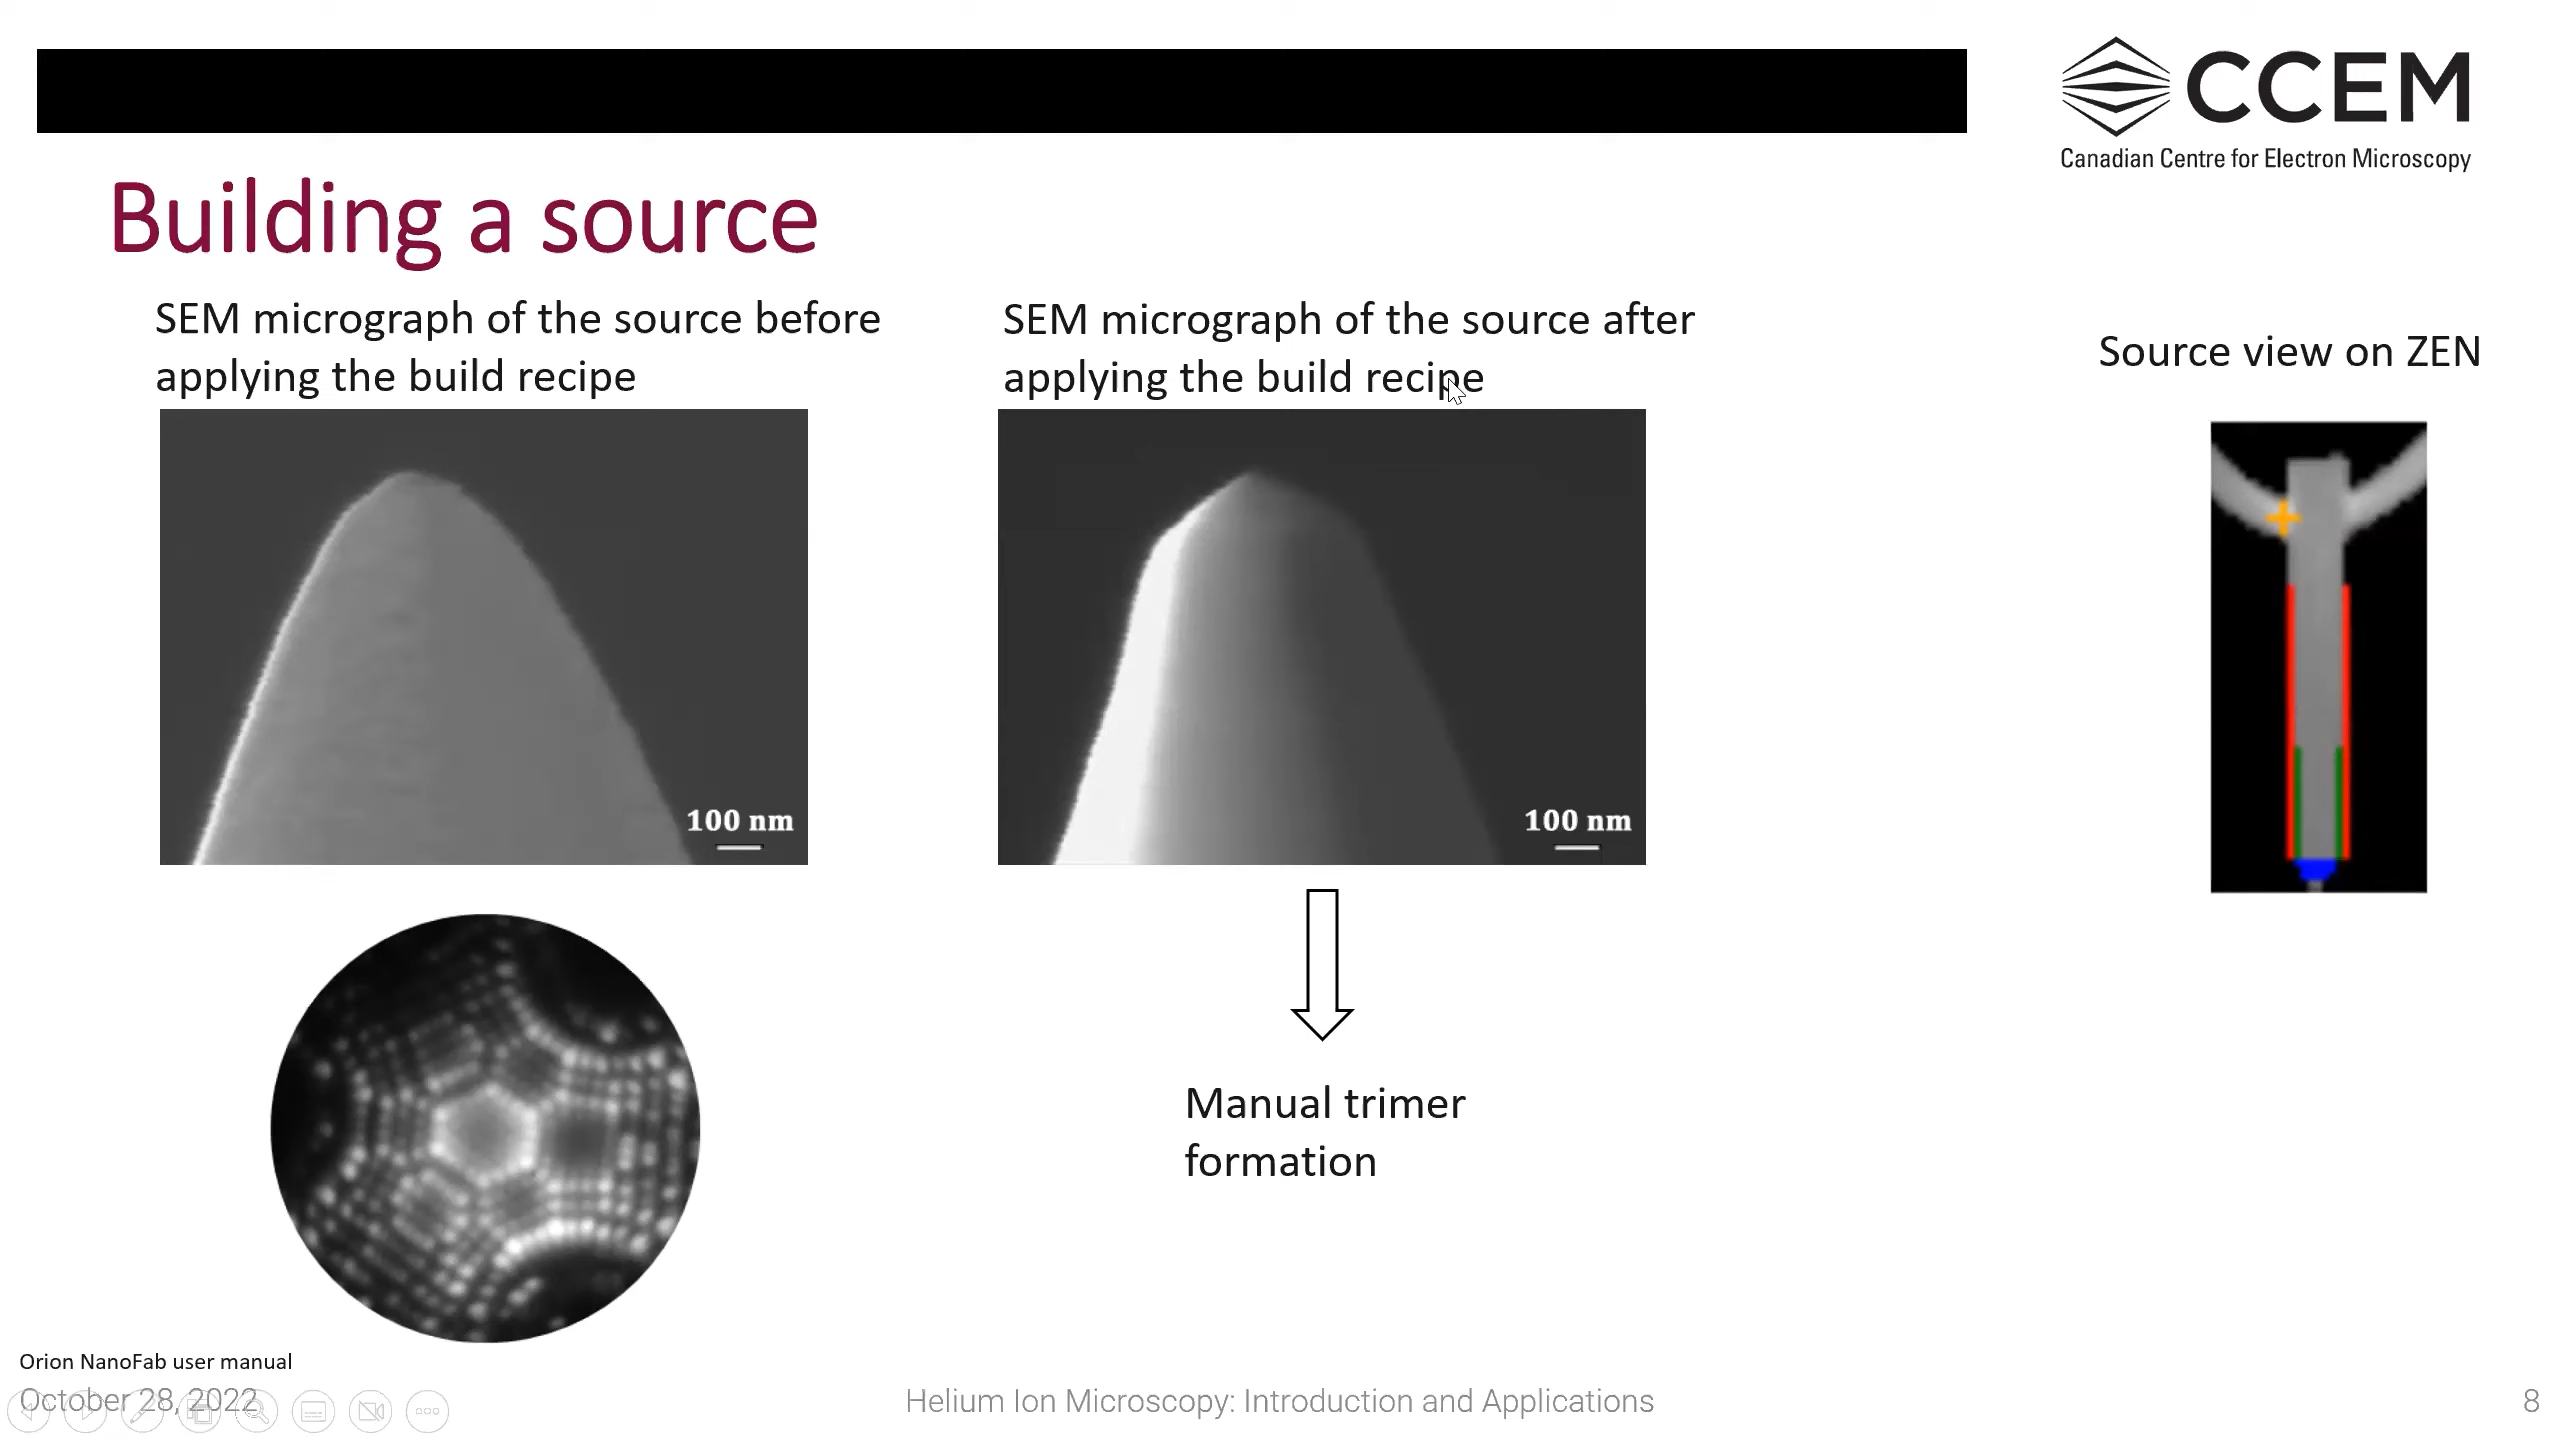 CCEM
Canadian Centre for Electron Microscopy
Building a source
SEM micrograph of the source before
applying the build recipe
SEM micrograph of the source after
applying the build recipe
Source view on ZEN
100 nm
100 nm
Manual trimer
formation
Orion NanoFab user manual
October 28, 2022
Helium Ion Microscopy: Introduction and Applications
8